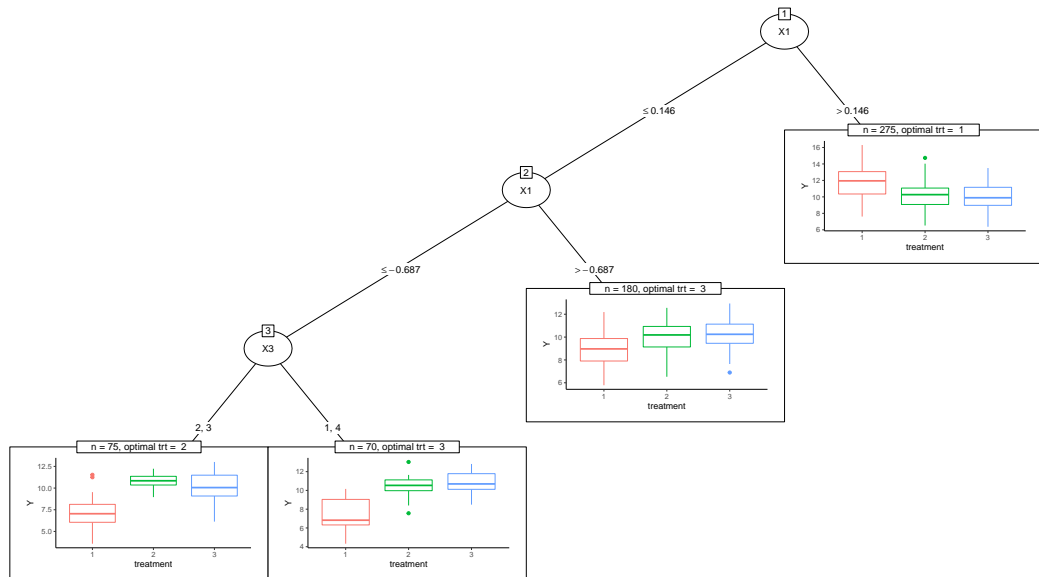 1
X1
≤ 0.146
> 0.146
n = 275, optimal trt = 1
16
14
12
10
8
6
Y
1 2 3
treatment
2
X1
≤ −0.687
> −0.687
n = 180, optimal trt = 3
12
10
8
6
Y
1 2 3
treatment
3
X3
2, 3
1, 4
n = 75, optimal trt = 2
12.5
10.0
7.5
5.0
Y
1 2 3
treatment
n = 70, optimal trt = 3
12
10
8
6
4
Y
1 2 3
treatment